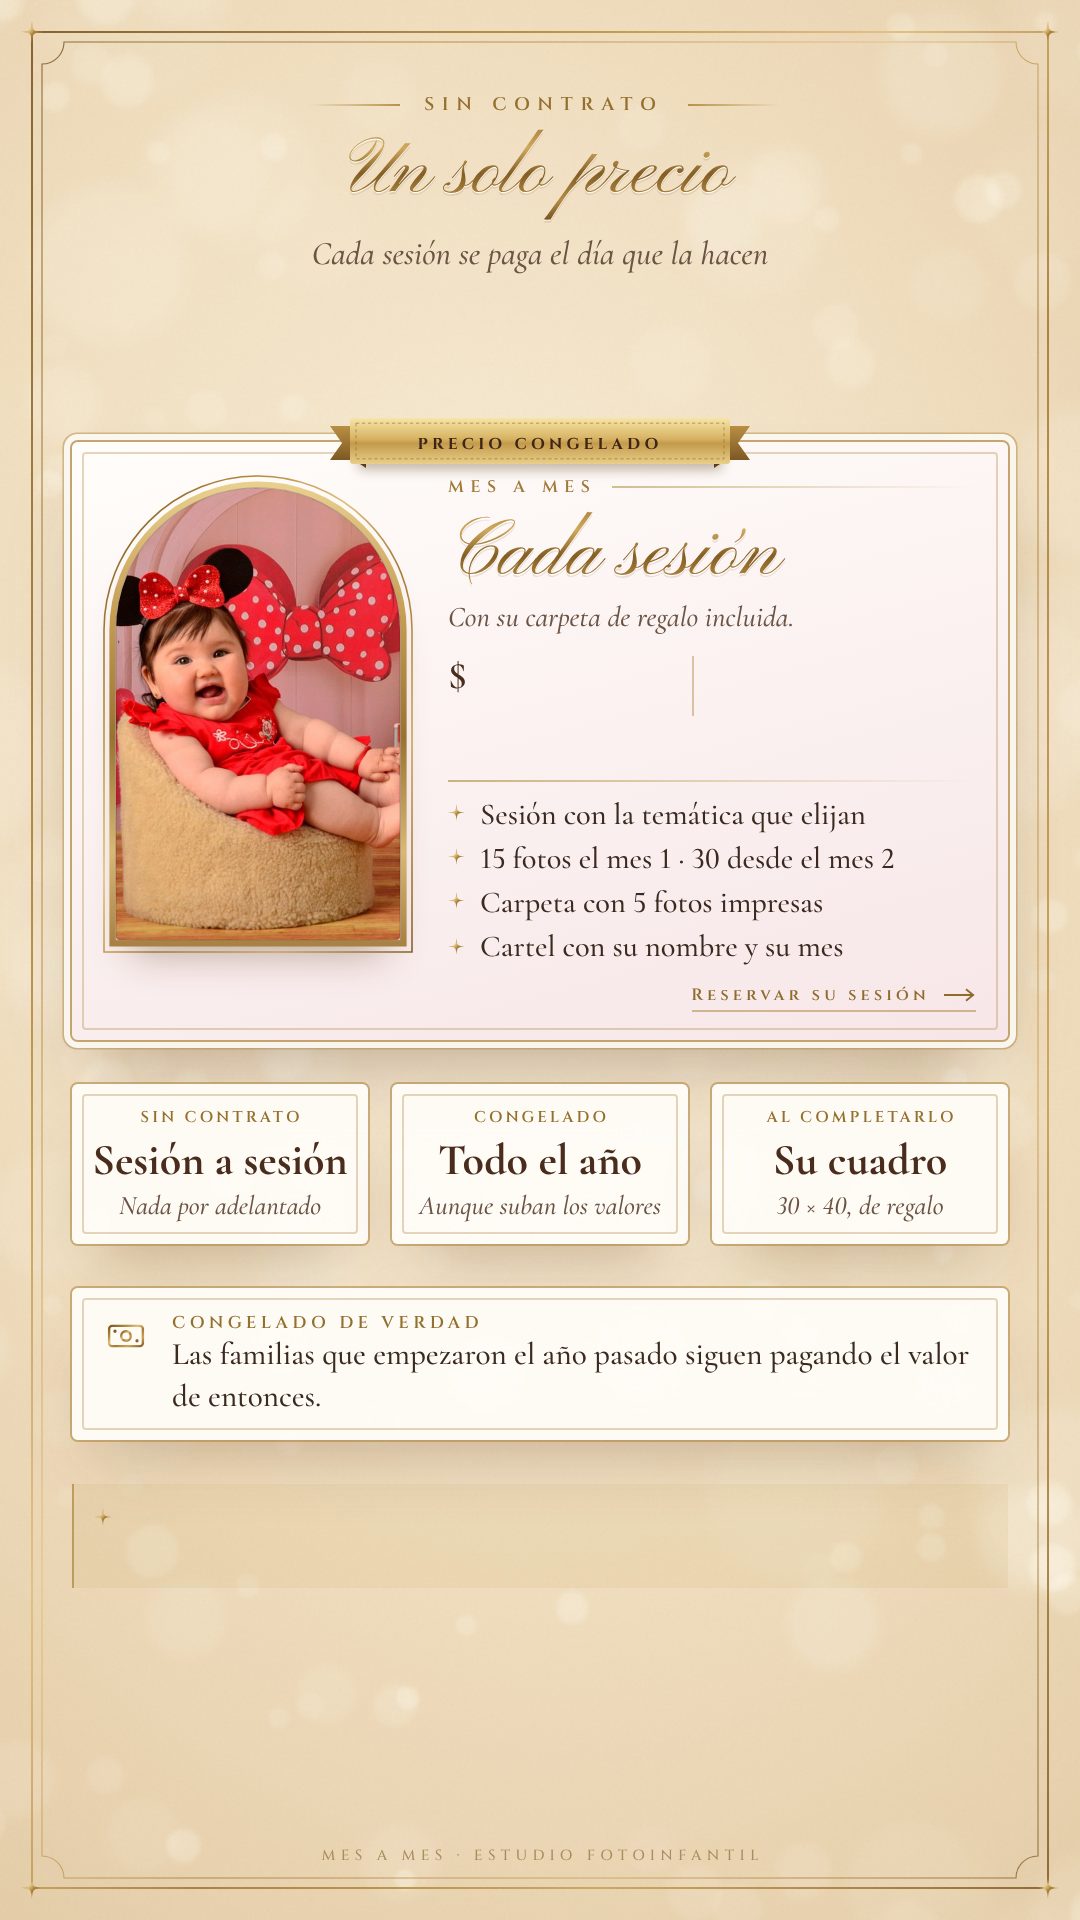 SIN CONTRATO
Un solo precio
Cada sesión se paga el día que la hacen
PRECIO CONGELADO
MES A MES
Cada sesión
Con su carpeta de regalo incluida.
$
Sesión con la temática que elijan
15 fotos el mes 1 · 30 desde el mes 2
Carpeta con 5 fotos impresas
Cartel con su nombre y su mes
RESERVAR SU SESIÓN
SIN CONTRATO
Sesión a sesión
Nada por adelantado
CONGELADO
Todo el año
Aunque suban los valores
AL COMPLETARLO
Su cuadro
30 × 40, de regalo
CONGELADO DE VERDAD
Las familias que empezaron el año pasado siguen pagando el valor
de entonces.
MES A MES · ESTUDIO FOTOINFANTIL